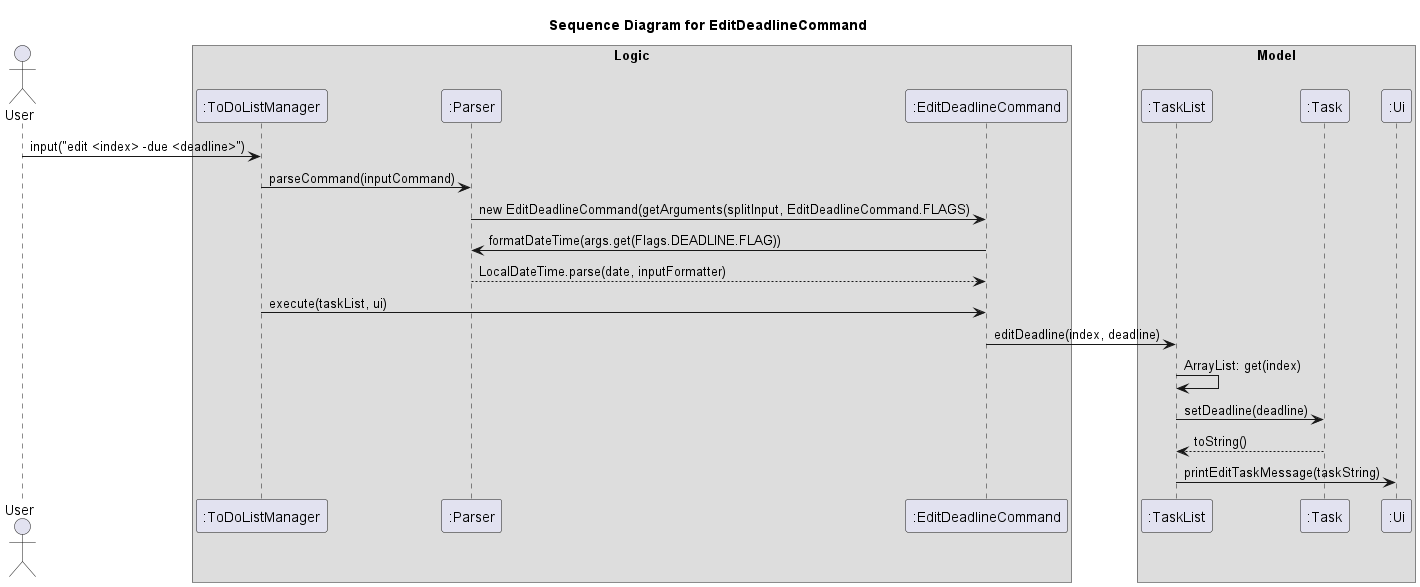 Sequence Diagram for EditDeadlineCommand
Logic
Model
User
:ToDoListManager
:Parser
:EditDeadlineCommand
:TaskList
:Task
:Ui
input("edit <index> -due <deadline>")
parseCommand(inputCommand)
new EditDeadlineCommand(getArguments(splitInput, EditDeadlineCommand.FLAGS)
formatDateTime(args.get(Flags.DEADLINE.FLAG))
LocalDateTime.parse(date, inputFormatter)
execute(taskList, ui)
editDeadline(index, deadline)
ArrayList: get(index)
setDeadline(deadline)
toString()
printEditTaskMessage(taskString)
User
:ToDoListManager
:Parser
:EditDeadlineCommand
:TaskList
:Task
:Ui